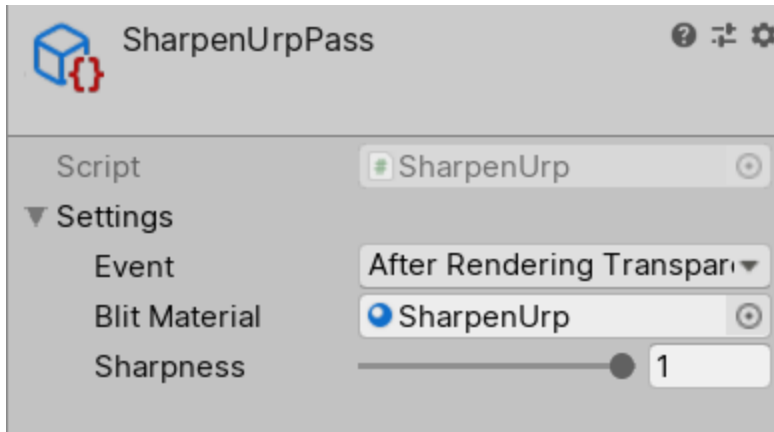 SharpenUrpPass
Script # SharpenUrp
Settings
Event After Rendering Transpar
Blit Material SharpenUrp
Sharpness 1